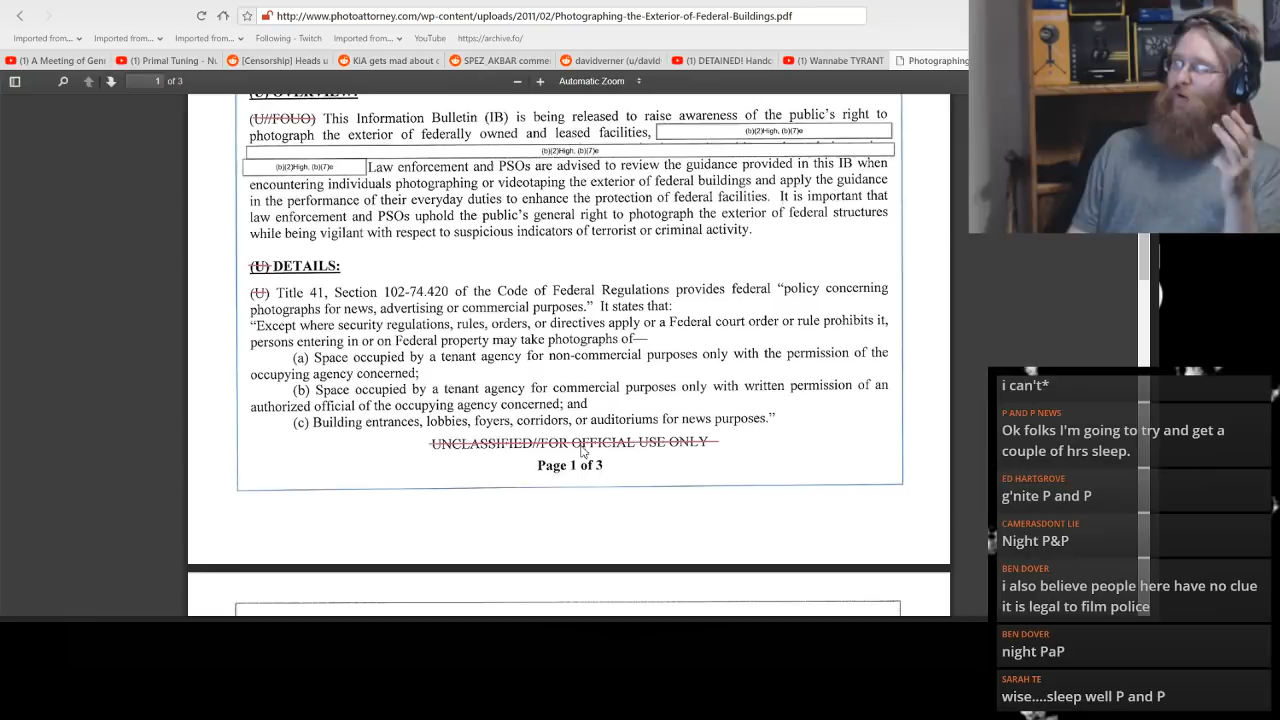 http://www.photoattorney.com/wp-content/uploads/2011/02/Photographing-the-Exterior-of-Federal-Buildings.pdf
Imported from...
Imported from...
Imported from...
Following - Twitch
Imported from...
YouTube
https://archive.fo/
(1) A Meeting of Gen
(1) Primal Tuning - Nu
[Censorship] Heads u
KiA gets mad about c
SPEZ_AKBAR comme
davidverner (u/davidv
(1) DETAINED! Handc
(1) Wannabe TYRANT
Photographing
1 of 3
Automatic Zoom
(U) OVERVIEW:
(U//FOUO) This Information Bulletin (IB) is being released to raise awareness of the public's right to
photograph the exterior of federally owned and leased facilities, (b)(2)High, (b)(7)e
(b)(2)High, (b)(7)e
(b)(2)High, (b)(7)e Law enforcement and PSOs are advised to review the guidance provided in this IB when
encountering individuals photographing or videotaping the exterior of federal buildings and apply the guidance
in the performance of their everyday duties to enhance the protection of federal facilities. It is important that
law enforcement and PSOs uphold the public's general right to photograph the exterior of federal structures
while being vigilant with respect to suspicious indicators of terrorist or criminal activity.
(U) DETAILS:
(U) Title 41, Section 102-74.420 of the Code of Federal Regulations provides federal "policy concerning
photographs for news, advertising or commercial purposes." It states that:
"Except where security regulations, rules, orders, or directives apply or a Federal court order or rule prohibits it,
persons entering in or on Federal property may take photographs of—
(a) Space occupied by a tenant agency for non-commercial purposes only with the permission of the
occupying agency concerned;
(b) Space occupied by a tenant agency for commercial purposes only with written permission of an
authorized official of the occupying agency concerned; and
(c) Building entrances, lobbies, foyers, corridors, or auditoriums for news purposes."
UNCLASSIFIED//FOR OFFICIAL USE ONLY
Page 1 of 3
i can't*
P AND P NEWS
Ok folks I'm going to try and get a
couple of hrs sleep.
ED HARTGROVE
g'nite P and P
CAMERASDONT LIE
Night P&P
BEN DOVER
i also believe people here have no clue
it is legal to film police
BEN DOVER
night PaP
SARAH TE
wise....sleep well P and P